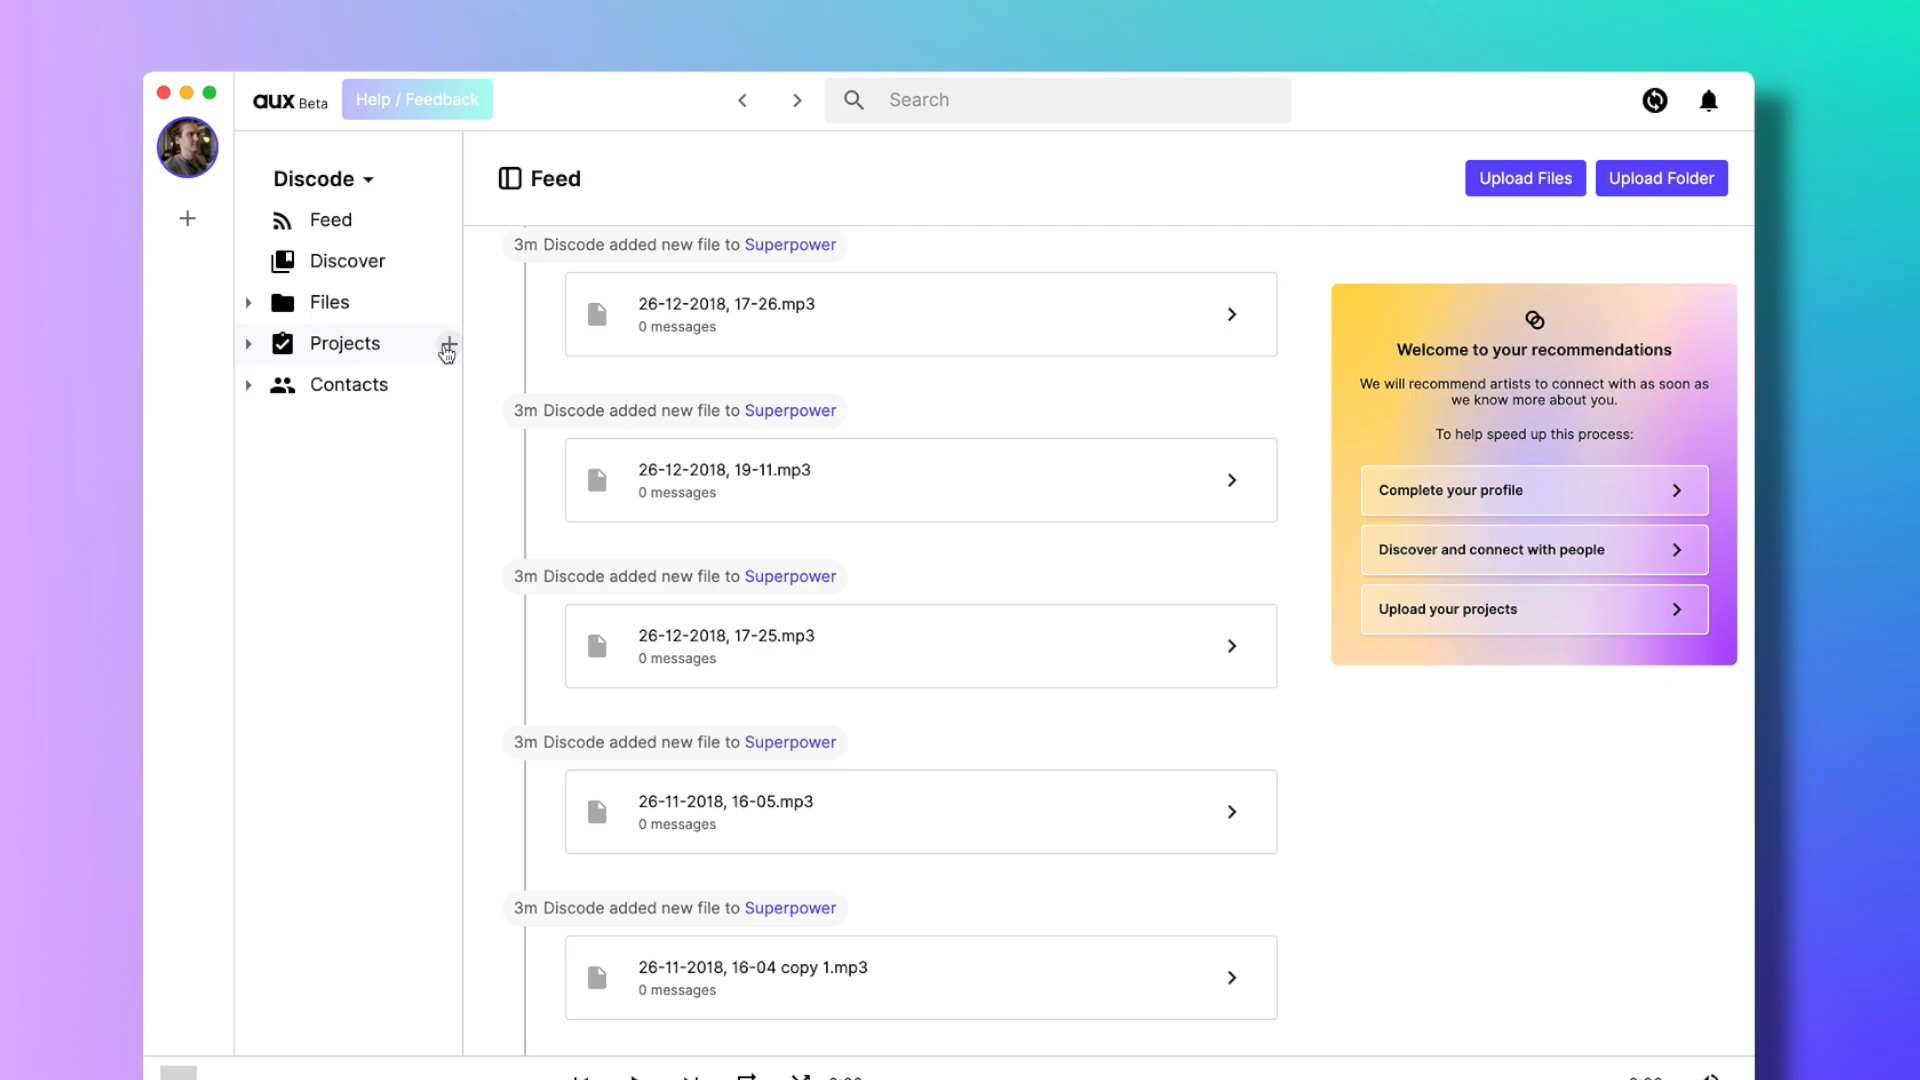 aux Beta
Help / Feedback
Search
Discode
Feed
Discover
Files
Projects
Contacts
Feed
Upload Files
Upload Folder
3m Discode added new file to Superpower
26-12-2018, 17-26.mp3
0 messages
3m Discode added new file to Superpower
26-12-2018, 19-11.mp3
0 messages
3m Discode added new file to Superpower
26-12-2018, 17-25.mp3
0 messages
3m Discode added new file to Superpower
26-11-2018, 16-05.mp3
0 messages
3m Discode added new file to Superpower
26-11-2018, 16-04 copy 1.mp3
0 messages
Welcome to your recommendations
We will recommend artists to connect with as soon as
we know more about you.
To help speed up this process:
Complete your profile
Discover and connect with people
Upload your projects